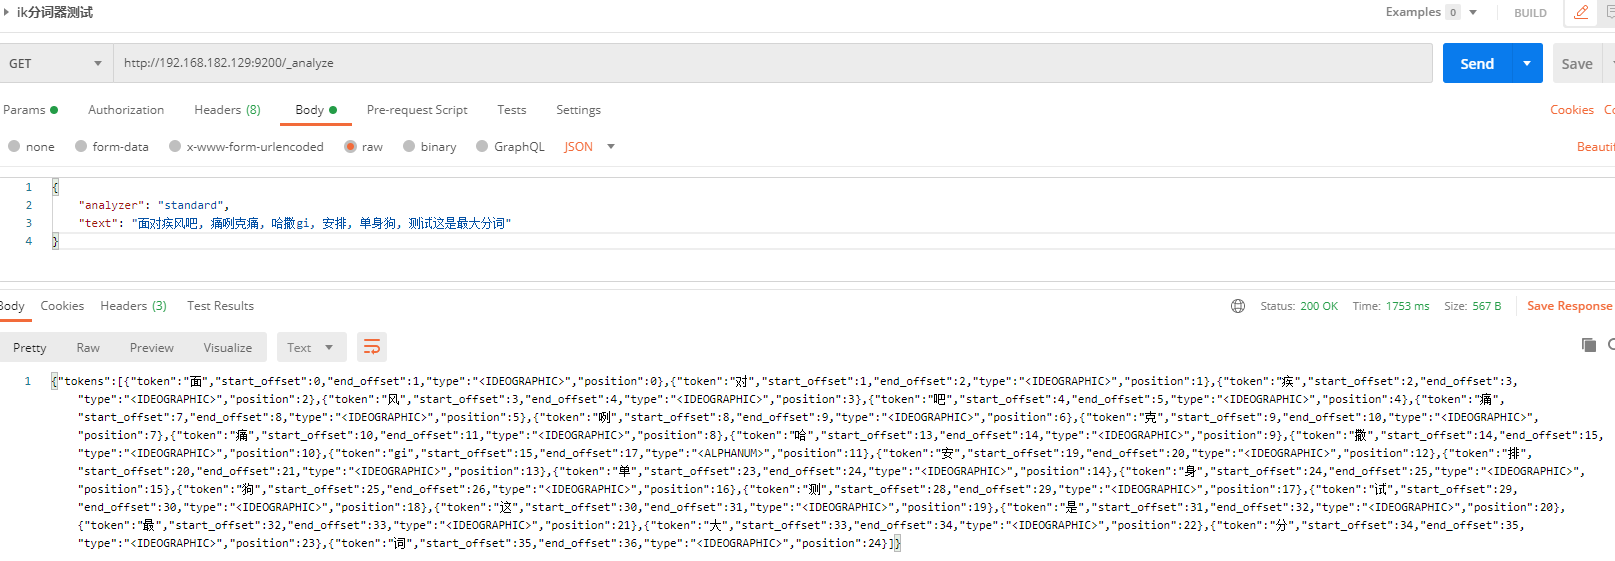 ik分词器测试 Examples 0 BUILD
GET http://192.168.182.129:9200/_analyze Send Save
Params Authorization Headers (8) Body Pre-request Script Tests Settings Cookies
none form-data x-www-form-urlencoded raw binary GraphQL JSON
1 {
2 "analyzer": "standard",
3 "text": "面对疾风吧, 痛咧克痛, 哈撒gi, 安排, 单身狗, 测试这是最大分词"
4 }
Body Cookies Headers (3) Test Results Status: 200 OK Time: 1753 ms Size: 567 B Save Response
Pretty Raw Preview Visualize Text
1 {"tokens":[{"token":"面","start_offset":0,"end_offset":1,"type":"<IDEOGRAPHIC>","position":0},{"token":"对","start_offset":1,"end_offset":2,"type":"<IDEOGRAPHIC>","position":1},{"token":"疾","start_offset":2,"end_offset":3,
"type":"<IDEOGRAPHIC>","position":2},{"token":"风","start_offset":3,"end_offset":4,"type":"<IDEOGRAPHIC>","position":3},{"token":"吧","start_offset":4,"end_offset":5,"type":"<IDEOGRAPHIC>","position":4},{"token":"痛",
"start_offset":7,"end_offset":8,"type":"<IDEOGRAPHIC>","position":5},{"token":"咧","start_offset":8,"end_offset":9,"type":"<IDEOGRAPHIC>","position":6},{"token":"克","start_offset":9,"end_offset":10,"type":"<IDEOGRAPHIC>",
"position":7},{"token":"痛","start_offset":10,"end_offset":11,"type":"<IDEOGRAPHIC>","position":8},{"token":"哈","start_offset":13,"end_offset":14,"type":"<IDEOGRAPHIC>","position":9},{"token":"撒","start_offset":14,"end_offset":15,
"type":"<IDEOGRAPHIC>","position":10},{"token":"gi","start_offset":15,"end_offset":17,"type":"<ALPHANUM>","position":11},{"token":"安","start_offset":19,"end_offset":20,"type":"<IDEOGRAPHIC>","position":12},{"token":"排",
"start_offset":20,"end_offset":21,"type":"<IDEOGRAPHIC>","position":13},{"token":"单","start_offset":23,"end_offset":24,"type":"<IDEOGRAPHIC>","position":14},{"token":"身","start_offset":24,"end_offset":25,"type":"<IDEOGRAPHIC>",
"position":15},{"token":"狗","start_offset":25,"end_offset":26,"type":"<IDEOGRAPHIC>","position":16},{"token":"测","start_offset":28,"end_offset":29,"type":"<IDEOGRAPHIC>","position":17},{"token":"试","start_offset":29,
"end_offset":30,"type":"<IDEOGRAPHIC>","position":18},{"token":"这","start_offset":30,"end_offset":31,"type":"<IDEOGRAPHIC>","position":19},{"token":"是","start_offset":31,"end_offset":32,"type":"<IDEOGRAPHIC>","position":20},
{"token":"最","start_offset":32,"end_offset":33,"type":"<IDEOGRAPHIC>","position":21},{"token":"大","start_offset":33,"end_offset":34,"type":"<IDEOGRAPHIC>","position":22},{"token":"分","start_offset":34,"end_offset":35,
"type":"<IDEOGRAPHIC>","position":23},{"token":"词","start_offset":35,"end_offset":36,"type":"<IDEOGRAPHIC>","position":24}]}